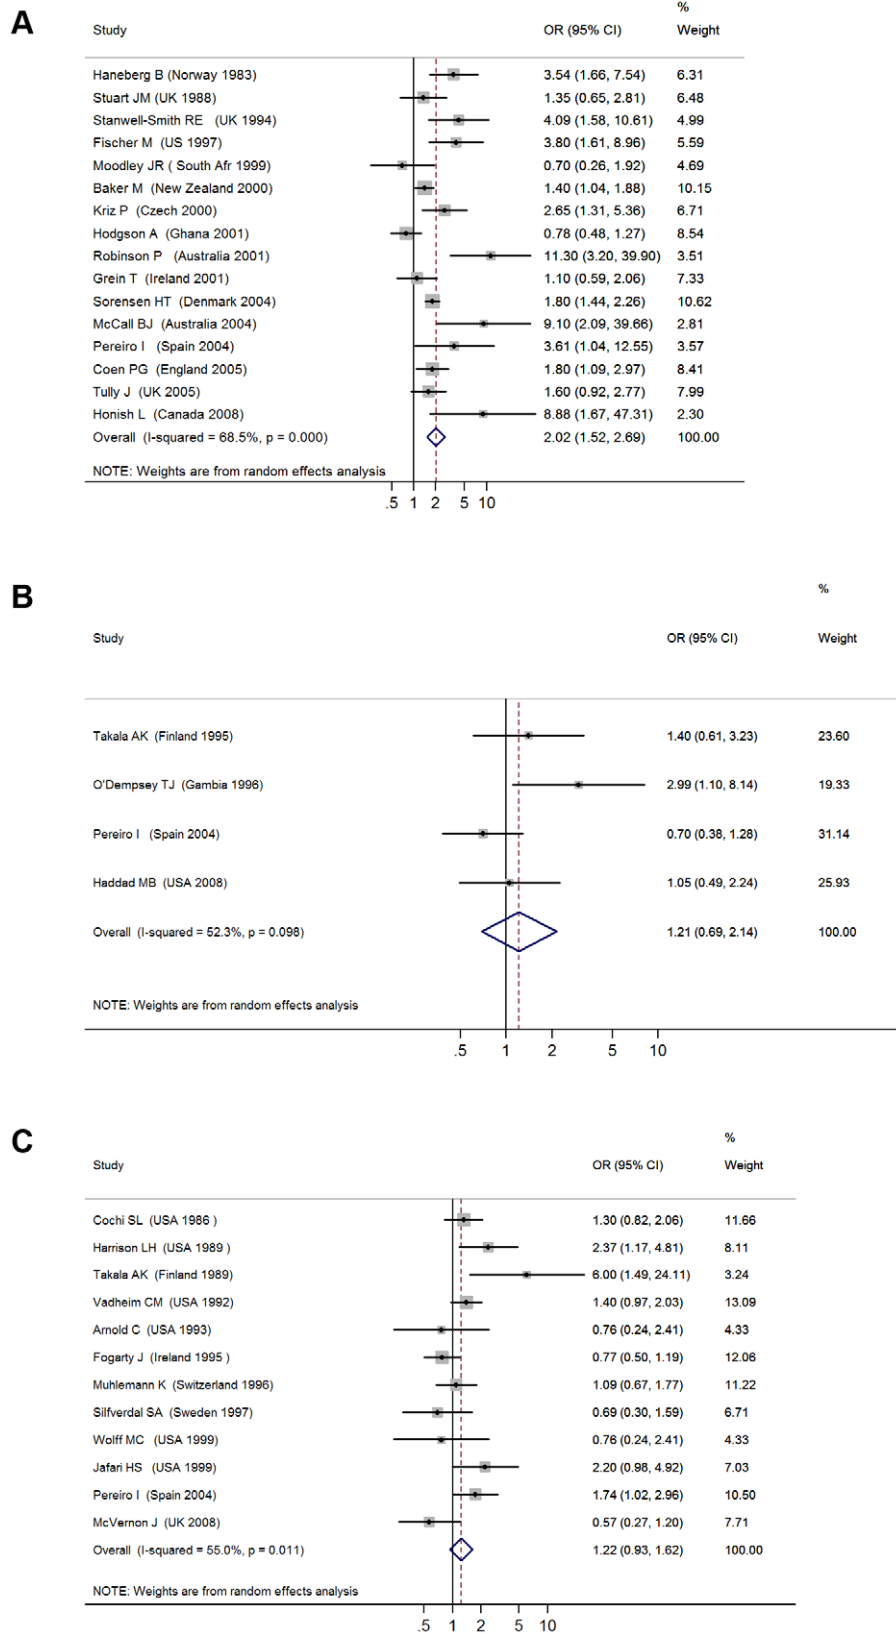 A
%
Study OR (95% CI) Weight
Haneberg B (Norway 1983) 3.54 (1.66, 7.54) 6.31
Stuart JM (UK 1988) 1.35 (0.65, 2.81) 6.48
Stanwell-Smith RE (UK 1994) 4.09 (1.58, 10.61) 4.99
Fischer M (US 1997) 3.80 (1.61, 8.96) 5.59
Moodley JR ( South Afr 1999) 0.70 (0.26, 1.92) 4.69
Baker M (New Zealand 2000) 1.40 (1.04, 1.88) 10.15
Kriz P (Czech 2000) 2.65 (1.31, 5.36) 6.71
Hodgson A (Ghana 2001) 0.78 (0.48, 1.27) 8.54
Robinson P (Australia 2001) 11.30 (3.20, 39.90) 3.51
Grein T (Ireland 2001) 1.10 (0.59, 2.06) 7.33
Sorensen HT (Denmark 2004) 1.80 (1.44, 2.26) 10.62
McCall BJ (Australia 2004) 9.10 (2.09, 39.66) 2.81
Pereiro I (Spain 2004) 3.61 (1.04, 12.55) 3.57
Coen PG (England 2005) 1.80 (1.09, 2.97) 8.41
Tully J (UK 2005) 1.60 (0.92, 2.77) 7.99
Honish L (Canada 2008) 8.88 (1.67, 47.31) 2.30
Overall (I-squared = 68.5%, p = 0.000) 2.02 (1.52, 2.69) 100.00
NOTE: Weights are from random effects analysis
.5 1 2 5 10
B
%
Study OR (95% CI) Weight
Takala AK (Finland 1995) 1.40 (0.61, 3.23) 23.60
O'Dempsey TJ (Gambia 1996) 2.99 (1.10, 8.14) 19.33
Pereiro I (Spain 2004) 0.70 (0.38, 1.28) 31.14
Haddad MB (USA 2008) 1.05 (0.49, 2.24) 25.93
Overall (I-squared = 52.3%, p = 0.098) 1.21 (0.69, 2.14) 100.00
NOTE: Weights are from random effects analysis
.5 1 2 5 10
C
%
Study OR (95% CI) Weight
Cochi SL (USA 1986 ) 1.30 (0.82, 2.06) 11.66
Harrison LH (USA 1989 ) 2.37 (1.17, 4.81) 8.11
Takala AK (Finland 1989) 6.00 (1.49, 24.11) 3.24
Vadheim CM (USA 1992) 1.40 (0.97, 2.03) 13.09
Arnold C (USA 1993) 0.76 (0.24, 2.41) 4.33
Fogarty J (Ireland 1995 ) 0.77 (0.50, 1.19) 12.06
Muhlemann K (Switzerland 1996) 1.09 (0.67, 1.77) 11.22
Silfverdal SA (Sweden 1997) 0.69 (0.30, 1.59) 6.71
Wolff MC (USA 1999) 0.76 (0.24, 2.41) 4.33
Jafari HS (USA 1999) 2.20 (0.98, 4.92) 7.03
Pereiro I (Spain 2004) 1.74 (1.02, 2.96) 10.50
McVernon J (UK 2008) 0.57 (0.27, 1.20) 7.71
Overall (I-squared = 55.0%, p = 0.011) 1.22 (0.93, 1.62) 100.00
NOTE: Weights are from random effects analysis
.5 1 2 5 10